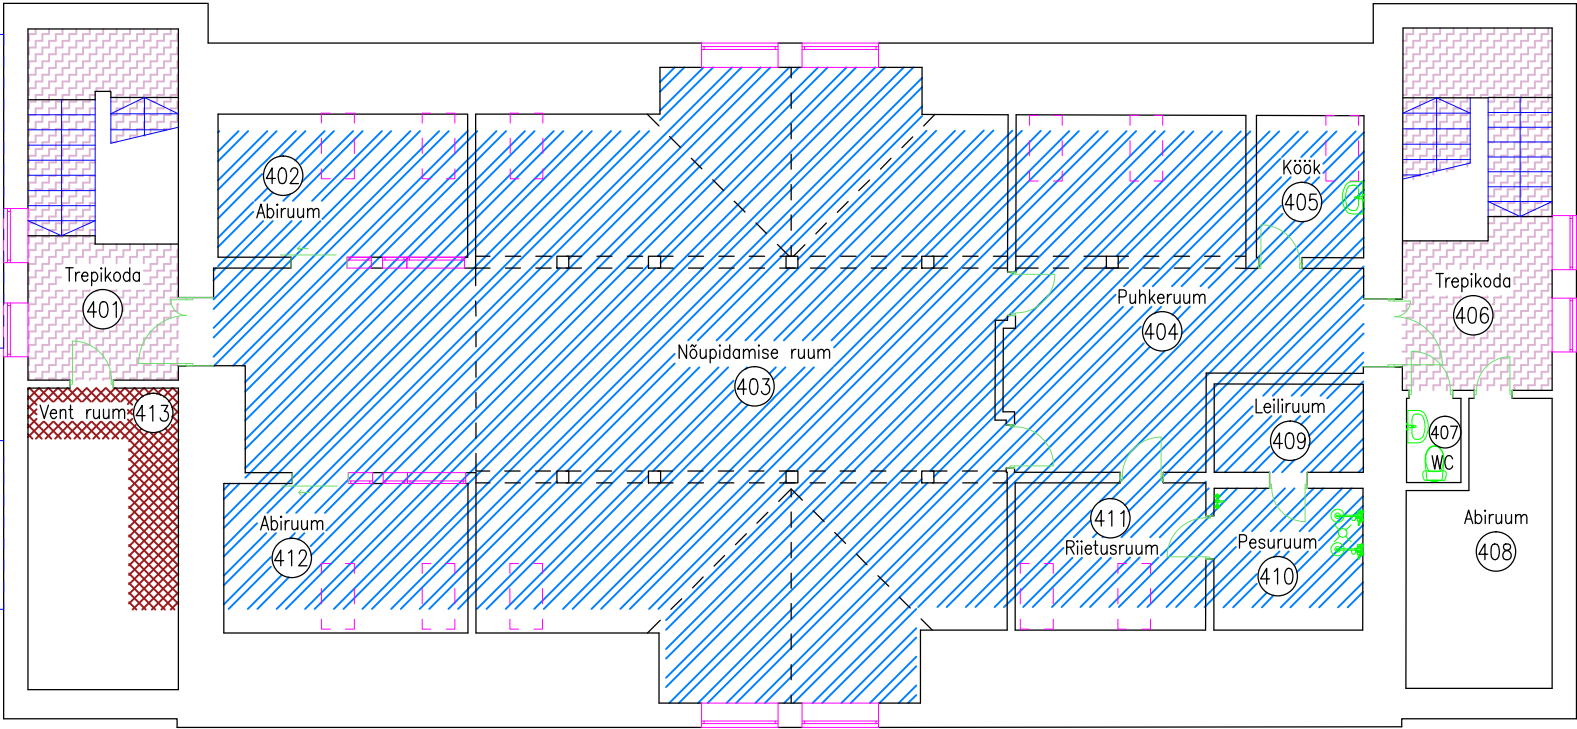 402
Abiruum
Trepikoda
401
Vent ruum 413
Abiruum
412
Nõupidamise ruum
403
Köök
405
Puhkeruum
404
Trepikoda
406
Leiliruum
409
407
WC
411
Riietusruum
Pesuruum
410
Abiruum
408